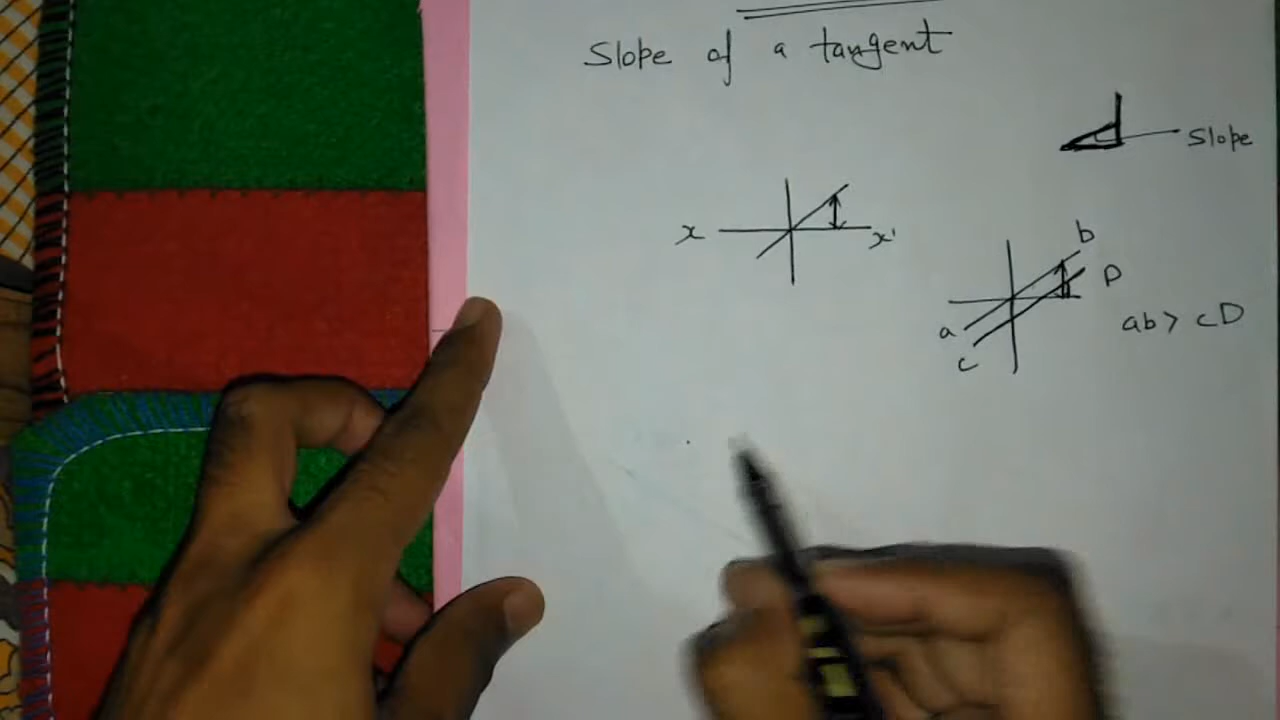 Slope of a tangent
Slope
x x'
b
D
a
c
ab > cD